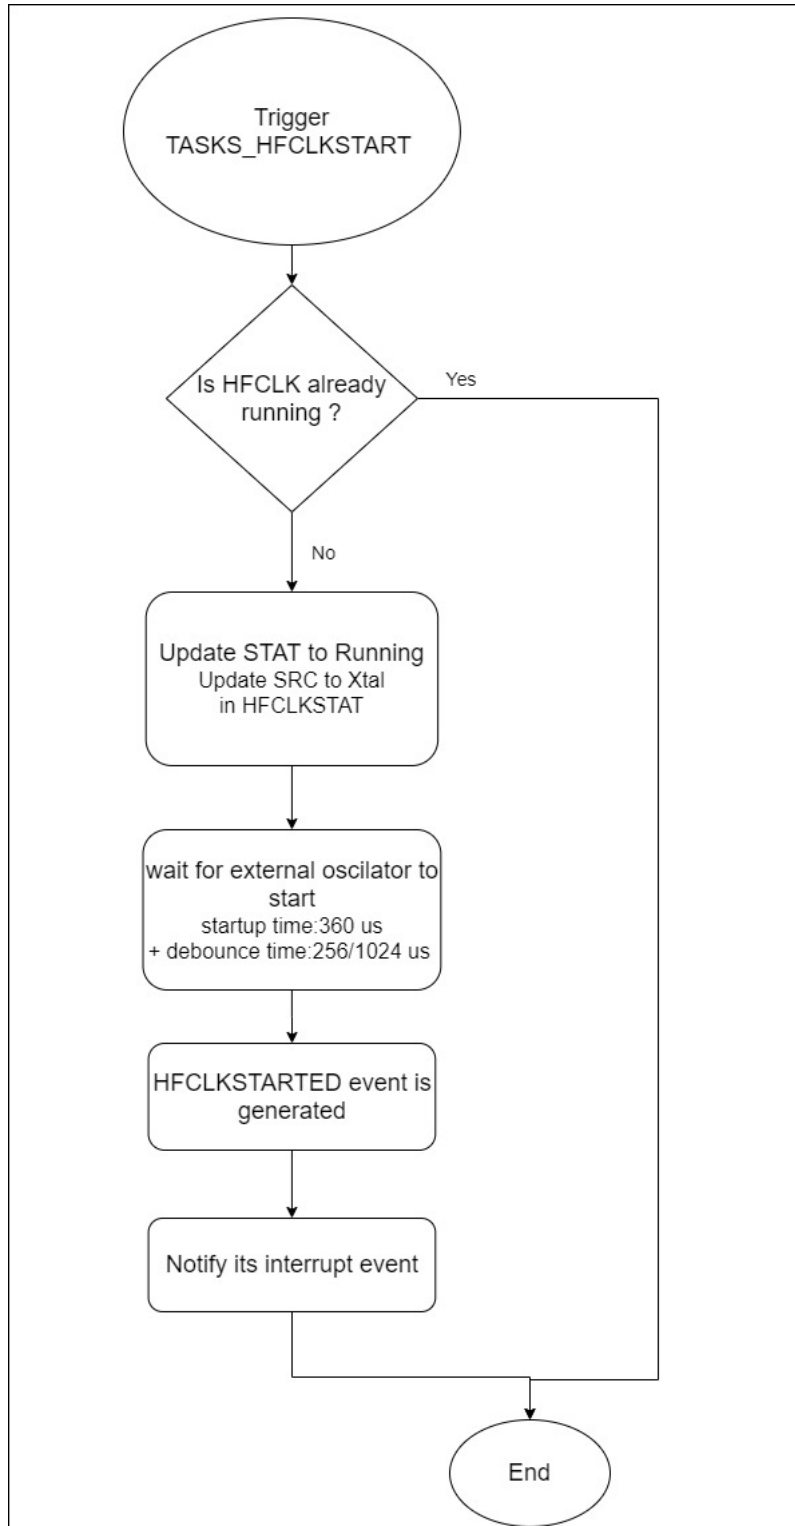 Trigger
TASKS_HFCLKSTART
Is HFCLK already
running ?
Yes
No
Update STAT to Running
Update SRC to Xtal
in HFCLKSTAT
wait for external oscilator to
start
startup time:360 us
+ debounce time:256/1024 us
HFCLKSTARTED event is
generated
Notify its interrupt event
End